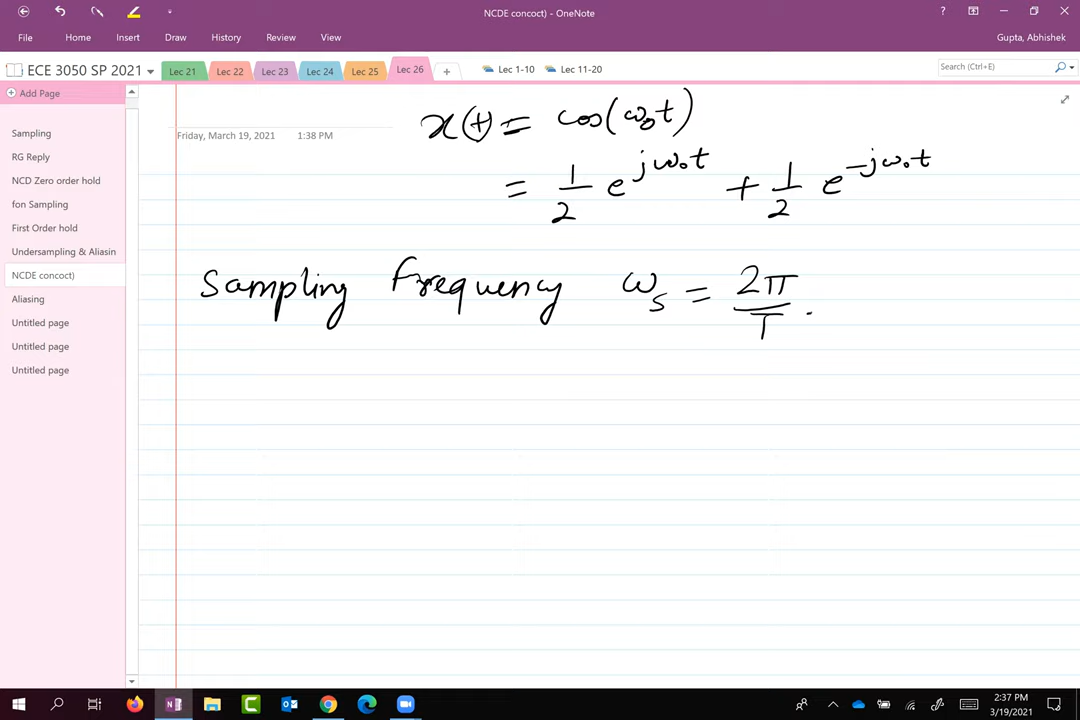 NCDE concoct) - OneNote
Gupta, Abhishek
File Home Insert Draw History Review View
ECE 3050 SP 2021 Lec 21 Lec 22 Lec 23 Lec 24 Lec 25 Lec 26 + Lec 1-10 Lec 11-20 Search (Ctrl+E)
Add Page
Sampling
RG Reply
NCD Zero order hold
fon Sampling
First Order hold
Undersampling & Aliasin
NCDE concoct)
Aliasing
Untitled page
Untitled page
Untitled page
Friday, March 19, 2021 1:38 PM
x(t) = cos(ω₀t)
= 1/2 e^{jω₀t} + 1/2 e^{-jω₀t}
Sampling frequency ω_s = 2π/T .
2:37 PM
3/19/2021